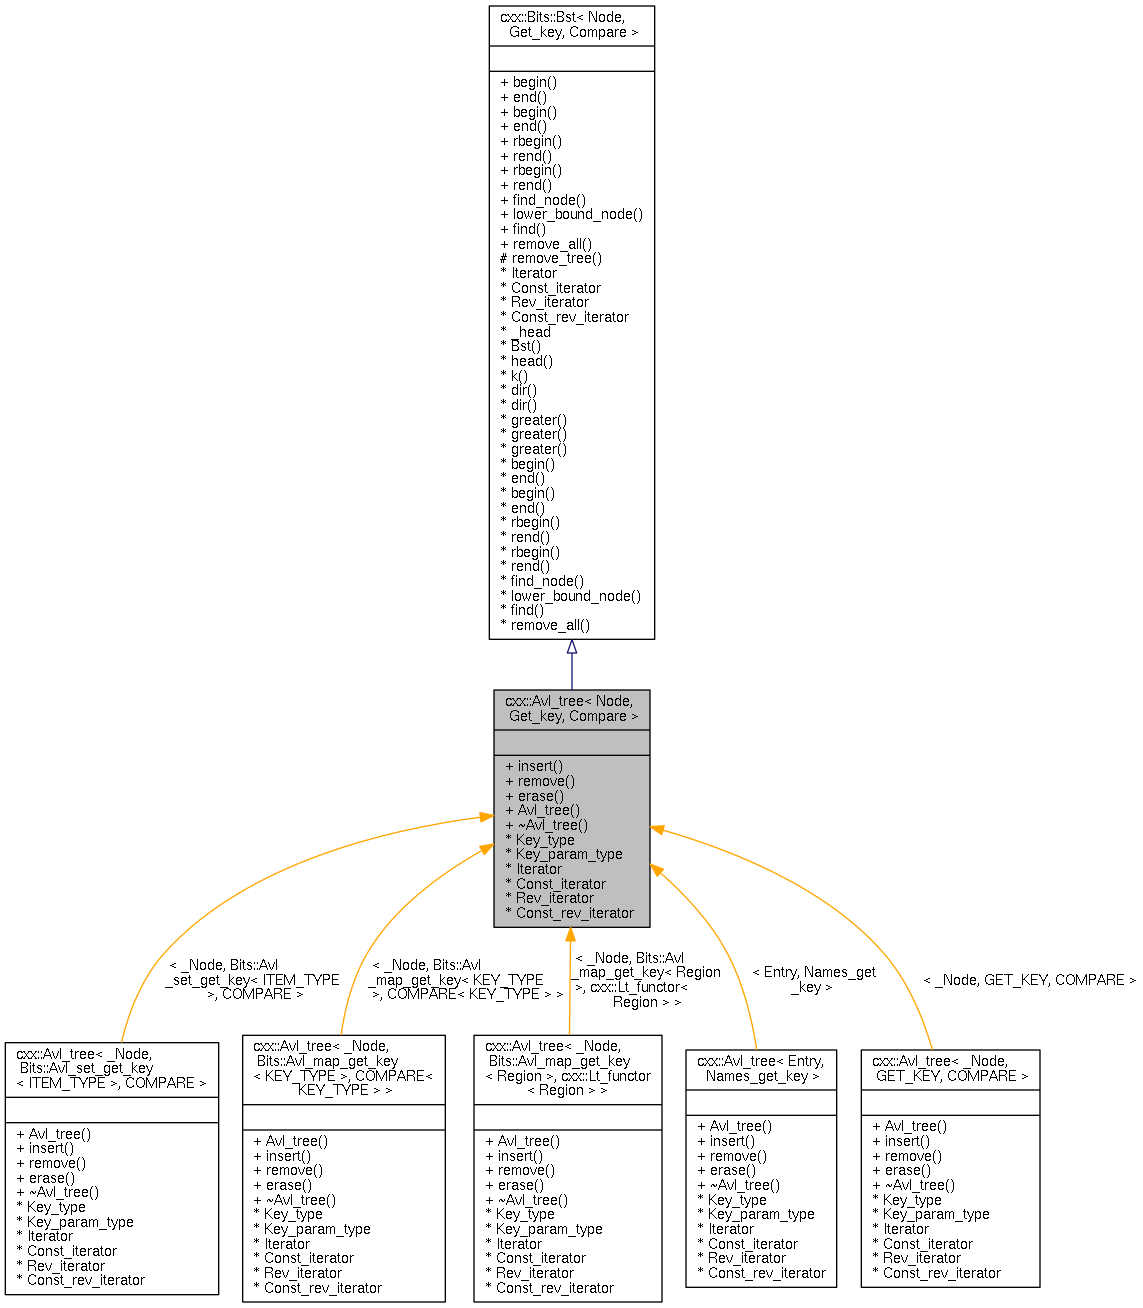 cxx::Bits::Bst< Node,
Get_key, Compare >
+ begin()
+ end()
+ begin()
+ end()
+ rbegin()
+ rend()
+ rbegin()
+ rend()
+ find_node()
+ lower_bound_node()
+ find()
+ remove_all()
# remove_tree()
* Iterator
* Const_iterator
* Rev_iterator
* Const_rev_iterator
* _head
* Bst()
* head()
* k()
* dir()
* dir()
* greater()
* greater()
* greater()
* begin()
* end()
* begin()
* end()
* rbegin()
* rend()
* rbegin()
* rend()
* find_node()
* lower_bound_node()
* find()
* remove_all()
cxx::Avl_tree< Node,
Get_key, Compare >
+ insert()
+ remove()
+ erase()
+ Avl_tree()
+ ~Avl_tree()
* Key_type
* Key_param_type
* Iterator
* Const_iterator
* Rev_iterator
* Const_rev_iterator
< _Node, Bits::Avl
_set_get_key< ITEM_TYPE
>, COMPARE >
< _Node, Bits::Avl
_map_get_key< KEY_TYPE
>, COMPARE< KEY_TYPE > >
< _Node, Bits::Avl
_map_get_key< Region
>, cxx::Lt_functor<
Region > >
< Entry, Names_get
_key >
< _Node, GET_KEY, COMPARE >
cxx::Avl_tree< _Node,
Bits::Avl_set_get_key
< ITEM_TYPE >, COMPARE >
+ Avl_tree()
+ insert()
+ remove()
+ erase()
+ ~Avl_tree()
* Key_type
* Key_param_type
* Iterator
* Const_iterator
* Rev_iterator
* Const_rev_iterator
cxx::Avl_tree< _Node,
Bits::Avl_map_get_key
< KEY_TYPE >, COMPARE<
KEY_TYPE > >
+ Avl_tree()
+ insert()
+ remove()
+ erase()
+ ~Avl_tree()
* Key_type
* Key_param_type
* Iterator
* Const_iterator
* Rev_iterator
* Const_rev_iterator
cxx::Avl_tree< _Node,
Bits::Avl_map_get_key
< Region >, cxx::Lt_functor
< Region > >
+ Avl_tree()
+ insert()
+ remove()
+ erase()
+ ~Avl_tree()
* Key_type
* Key_param_type
* Iterator
* Const_iterator
* Rev_iterator
* Const_rev_iterator
cxx::Avl_tree< Entry,
Names_get_key >
+ Avl_tree()
+ insert()
+ remove()
+ erase()
+ ~Avl_tree()
* Key_type
* Key_param_type
* Iterator
* Const_iterator
* Rev_iterator
* Const_rev_iterator
cxx::Avl_tree< _Node,
GET_KEY, COMPARE >
+ Avl_tree()
+ insert()
+ remove()
+ erase()
+ ~Avl_tree()
* Key_type
* Key_param_type
* Iterator
* Const_iterator
* Rev_iterator
* Const_rev_iterator